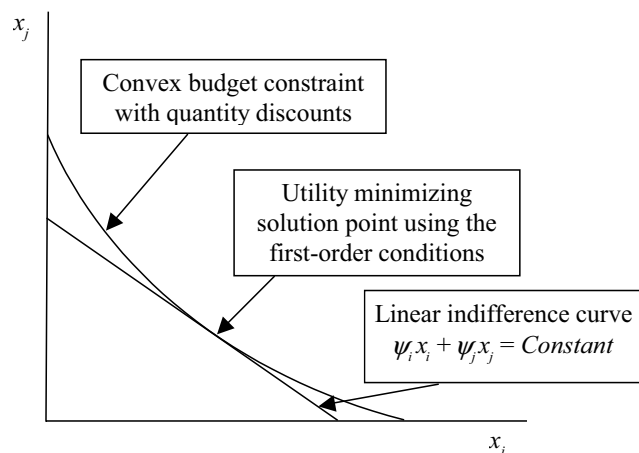 x_j
Convex budget constraint
with quantity discounts
Utility minimizing
solution point using the
first-order conditions
Linear indifference curve
ψ_i x_i + ψ_j x_j = Constant
x_i